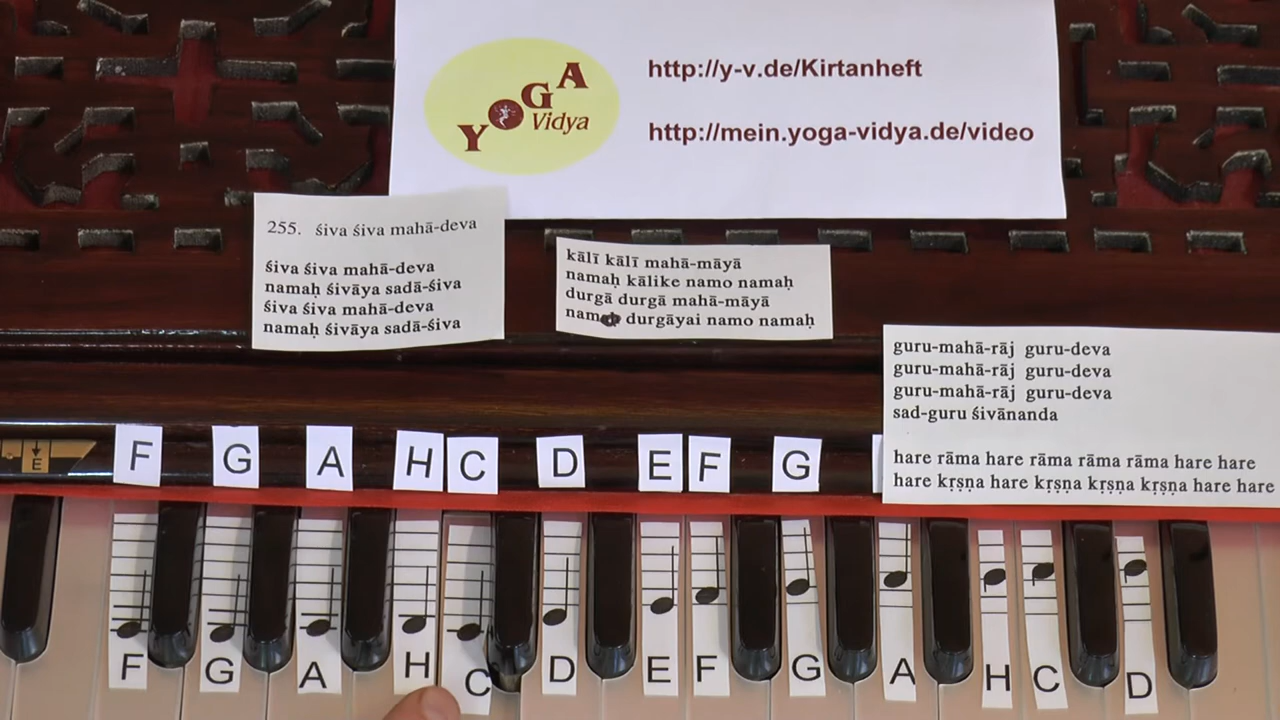 YOGA
Vidya
http://y-v.de/Kirtanheft
http://mein.yoga-vidya.de/video
255. śiva śiva mahā-deva
śiva śiva mahā-deva
namaḥ śivāya sadā-śiva
śiva śiva mahā-deva
namaḥ śivāya sadā-śiva
kālī kālī mahā-māyā
namaḥ kālike namo namaḥ
durgā durgā mahā-māyā
durgāyai namo namaḥ
guru-mahā-rāj guru-deva
guru-mahā-rāj guru-deva
guru-mahā-rāj guru-deva
sad-guru śivānanda
hare rāma hare rāma rāma rāma hare hare
hare kṛṣṇa hare kṛṣṇa kṛṣṇa kṛṣṇa hare hare
E
F G A H C D E F G
F G A H C D E F G A H C D